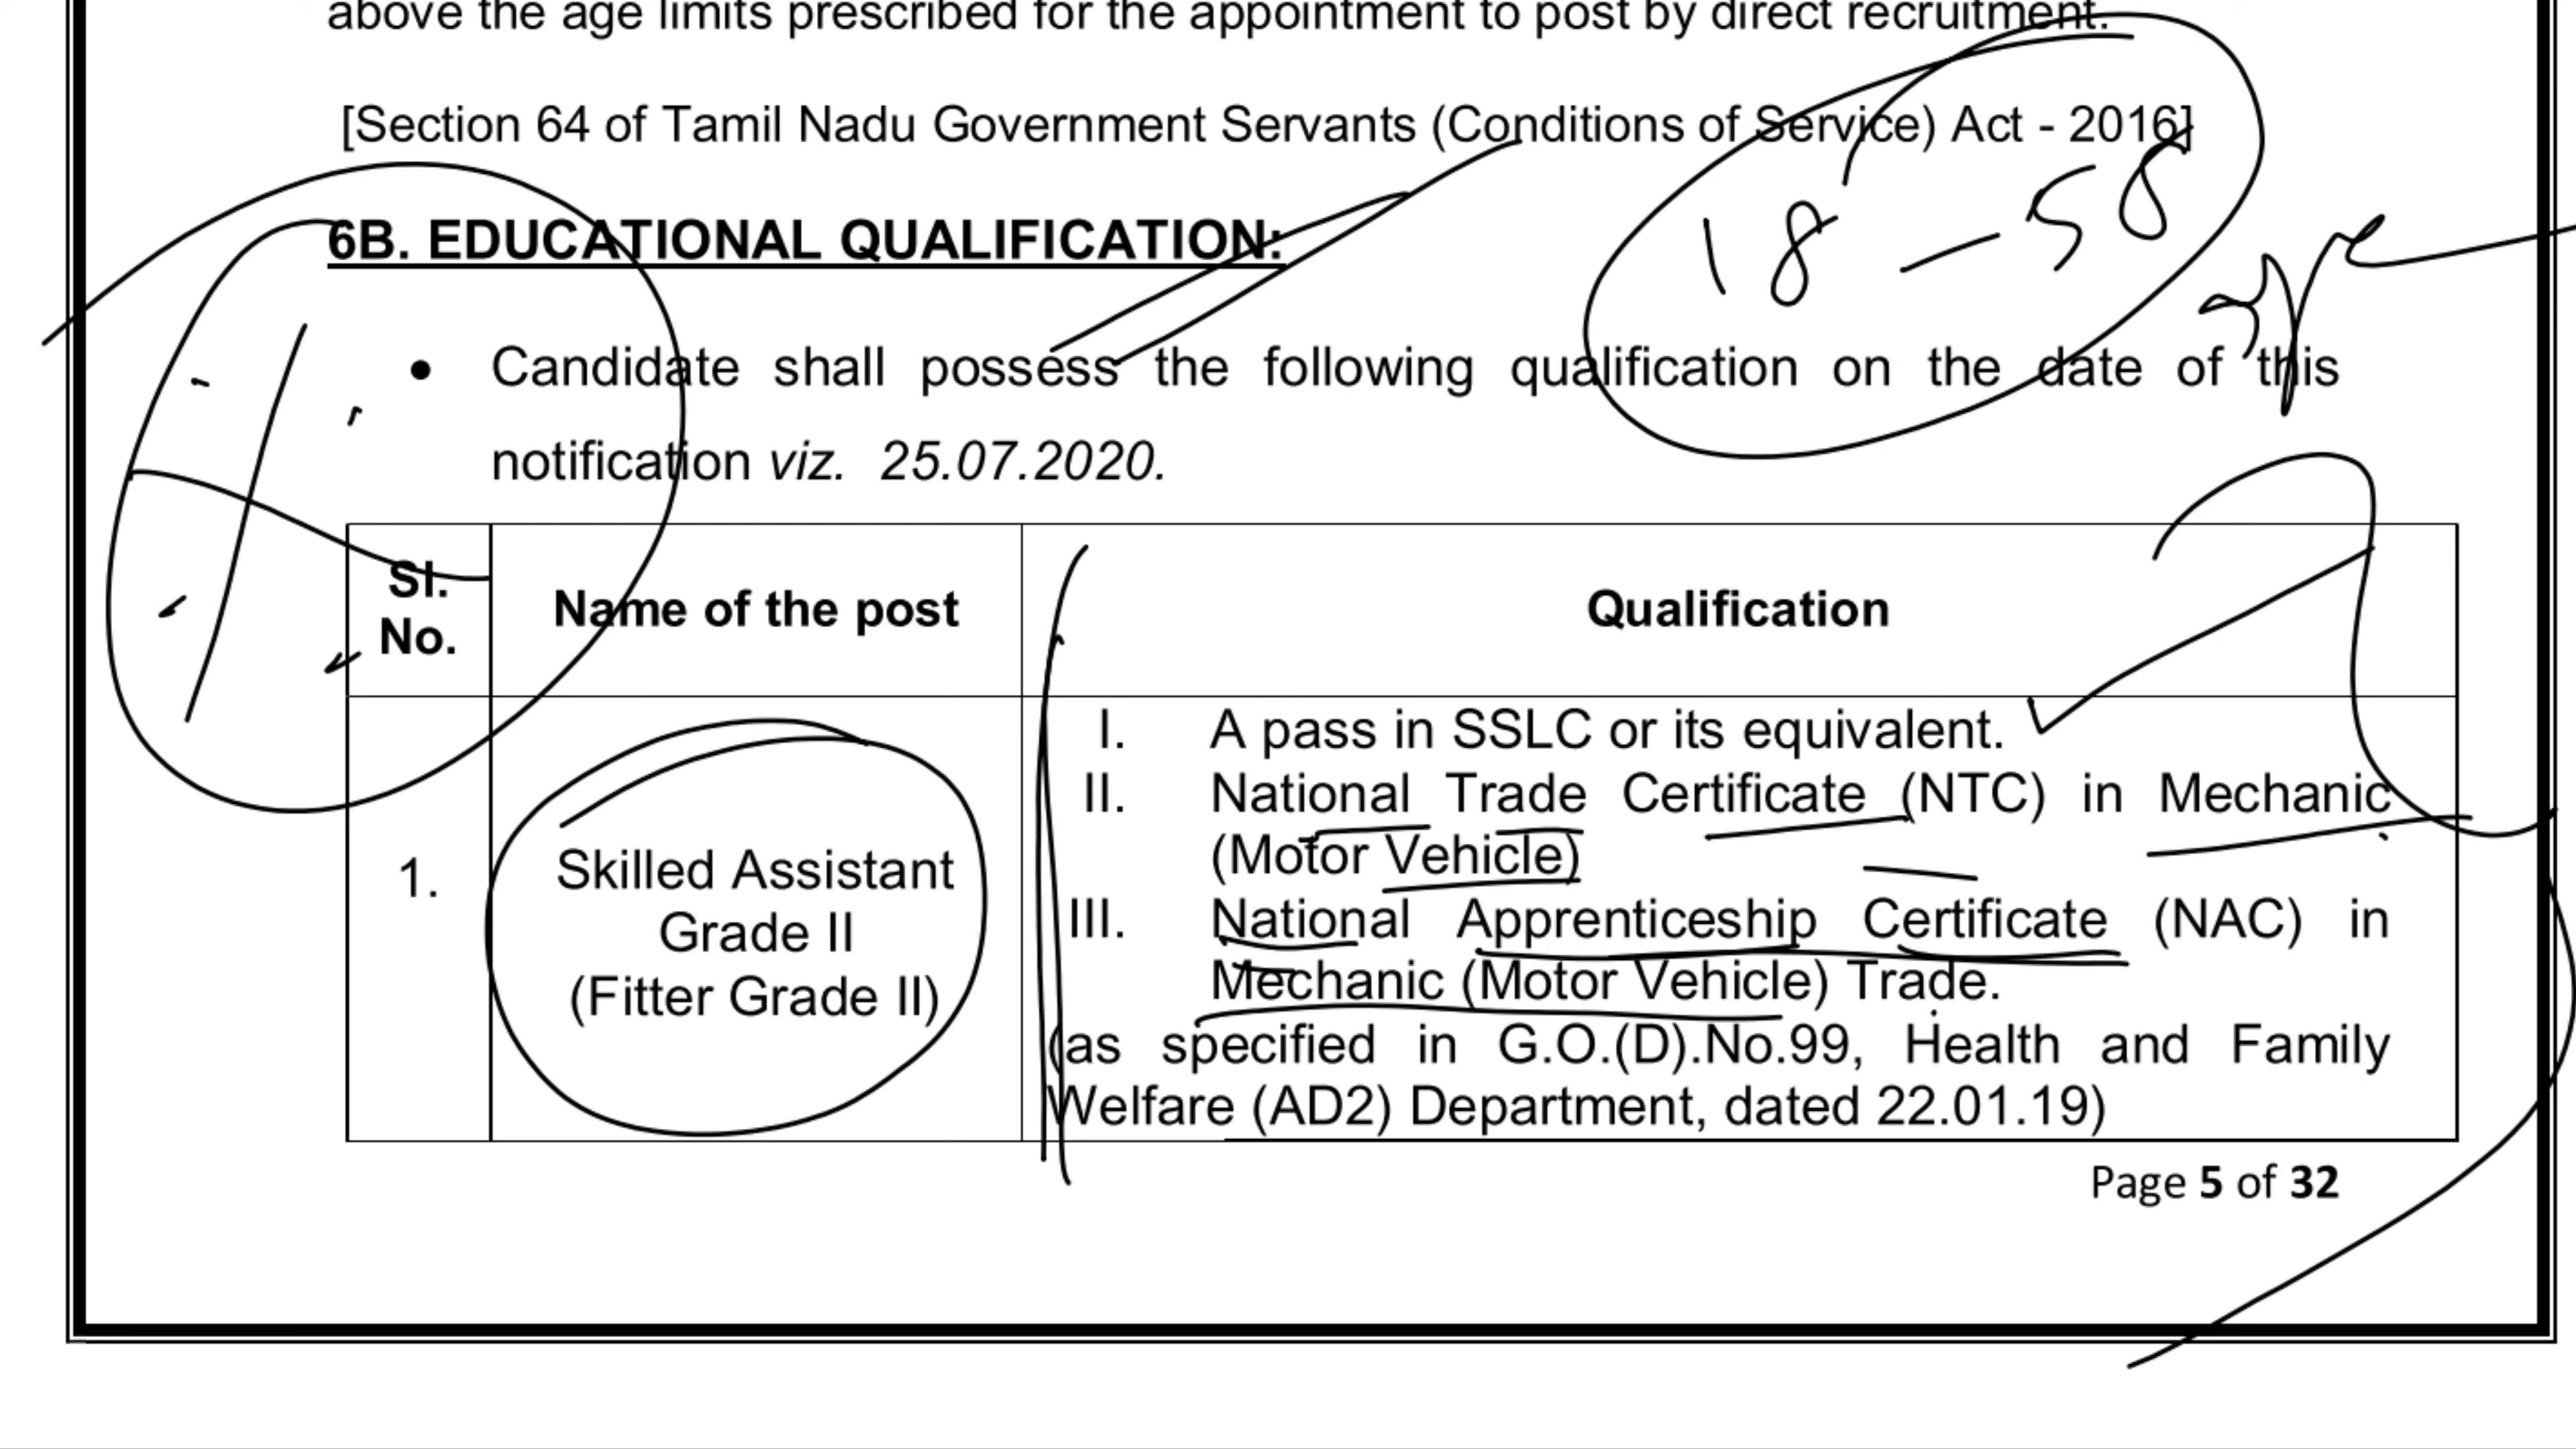 above the age limits prescribed for the appointment to post by direct recruitment.
[Section 64 of Tamil Nadu Government Servants (Conditions of Service) Act - 2016]
18 - 58
6B. EDUCATIONAL QUALIFICATION:
• Candidate shall possess the following qualification on the date of this
notification viz. 25.07.2020.
Sl. No. Name of the post Qualification
1. Skilled Assistant
Grade II
(Fitter Grade II)
I. A pass in SSLC or its equivalent.
II. National Trade Certificate (NTC) in Mechanic
(Motor Vehicle)
III. National Apprenticeship Certificate (NAC) in
Mechanic (Motor Vehicle) Trade.
(as specified in G.O.(D).No.99, Health and Family
Welfare (AD2) Department, dated 22.01.19)
Page 5 of 32